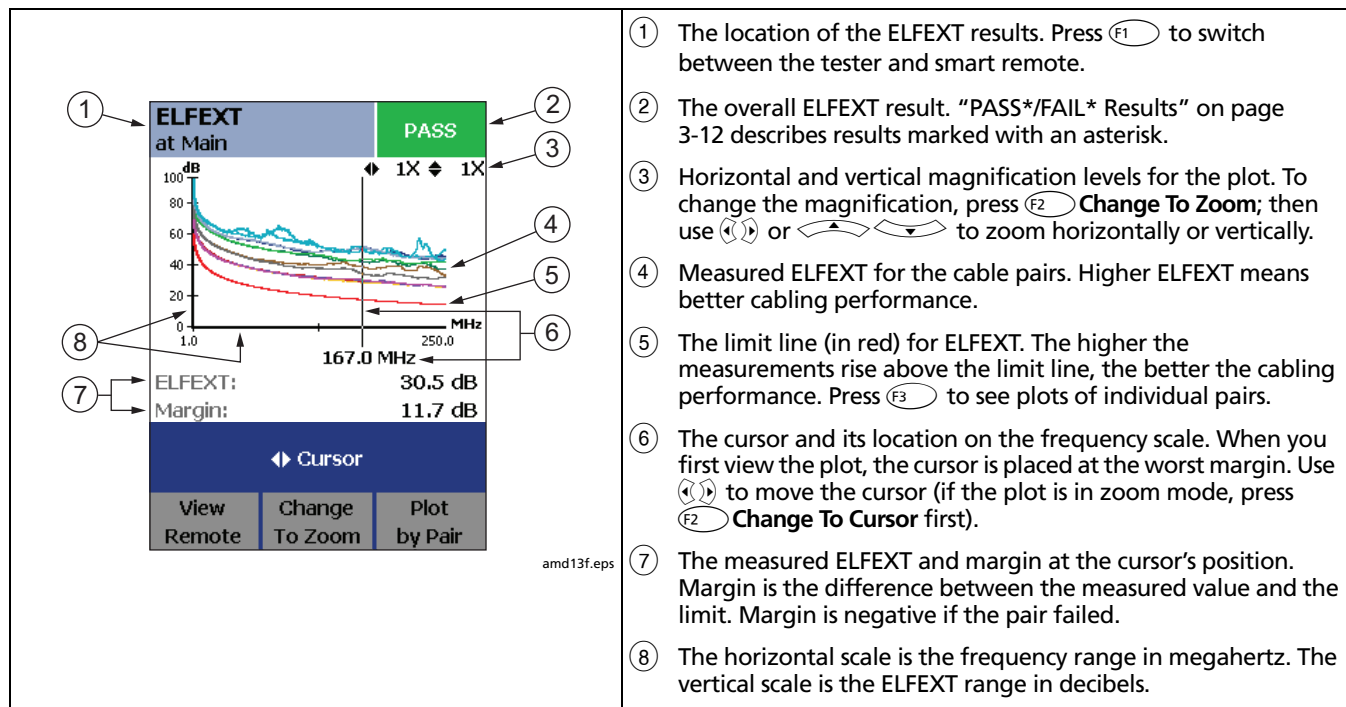 1
2
3
4
5
6
7
8
ELFEXT
at Main
PASS
1X 1X
dB
100
80
60
40
20
0
1.0
MHz
250.0
167.0 MHz
ELFEXT: 30.5 dB
Margin: 11.7 dB
Cursor
View Remote
Change To Zoom
Plot by Pair
amd13f.eps
1 The location of the ELFEXT results. Press F1 to switch
between the tester and smart remote.
2 The overall ELFEXT result. “PASS*/FAIL* Results” on page
3-12 describes results marked with an asterisk.
3 Horizontal and vertical magnification levels for the plot. To
change the magnification, press F2 Change To Zoom; then
use or to zoom horizontally or vertically.
4 Measured ELFEXT for the cable pairs. Higher ELFEXT means
better cabling performance.
5 The limit line (in red) for ELFEXT. The higher the
measurements rise above the limit line, the better the cabling
performance. Press F3 to see plots of individual pairs.
6 The cursor and its location on the frequency scale. When you
first view the plot, the cursor is placed at the worst margin. Use
to move the cursor (if the plot is in zoom mode, press
F2 Change To Cursor first).
7 The measured ELFEXT and margin at the cursor’s position.
Margin is the difference between the measured value and the
limit. Margin is negative if the pair failed.
8 The horizontal scale is the frequency range in megahertz. The
vertical scale is the ELFEXT range in decibels.